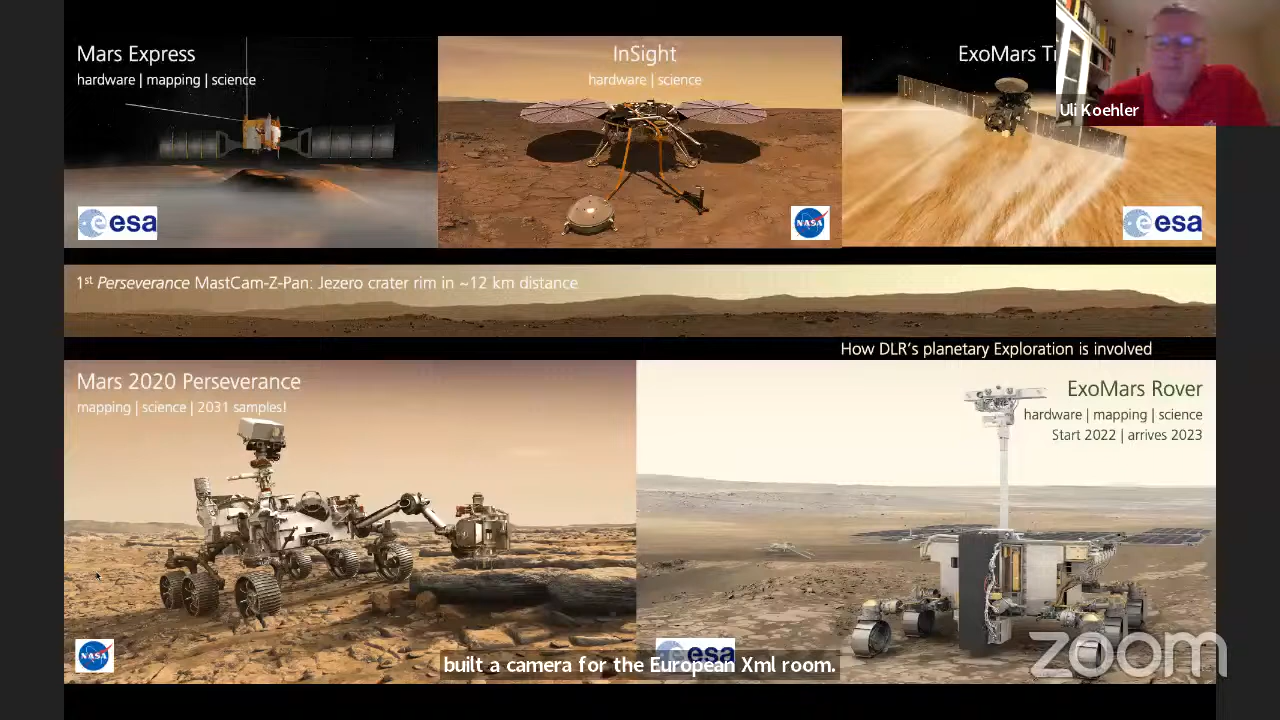 Mars Express
hardware | mapping | science
esa
InSight
hardware | science
NASA
ExoMars
esa
Uli Koehler
1st Perseverance MastCam-Z-Pan: Jezero crater rim in ~12 km distance
How DLR's planetary Exploration is involved
Mars 2020 Perseverance
mapping | science | 2031 samples!
NASA
ExoMars Rover
hardware | mapping | science
Start 2022 | arrives 2023
esa
built a camera for the European Xml room.
zoom